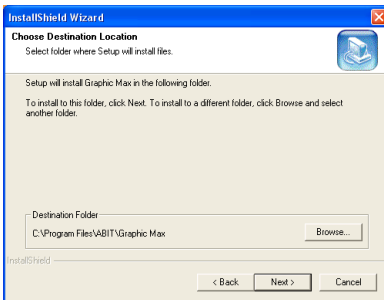 InstallShield Wizard
Choose Destination Location
Select folder where Setup will install files.
Setup will install Graphic Max in the following folder.
To install to this folder, click Next. To install to a different folder, click Browse and select
another folder.
Destination Folder
C:\Program Files\ABIT\Graphic Max
Browse...
InstallShield
< Back
Next >
Cancel